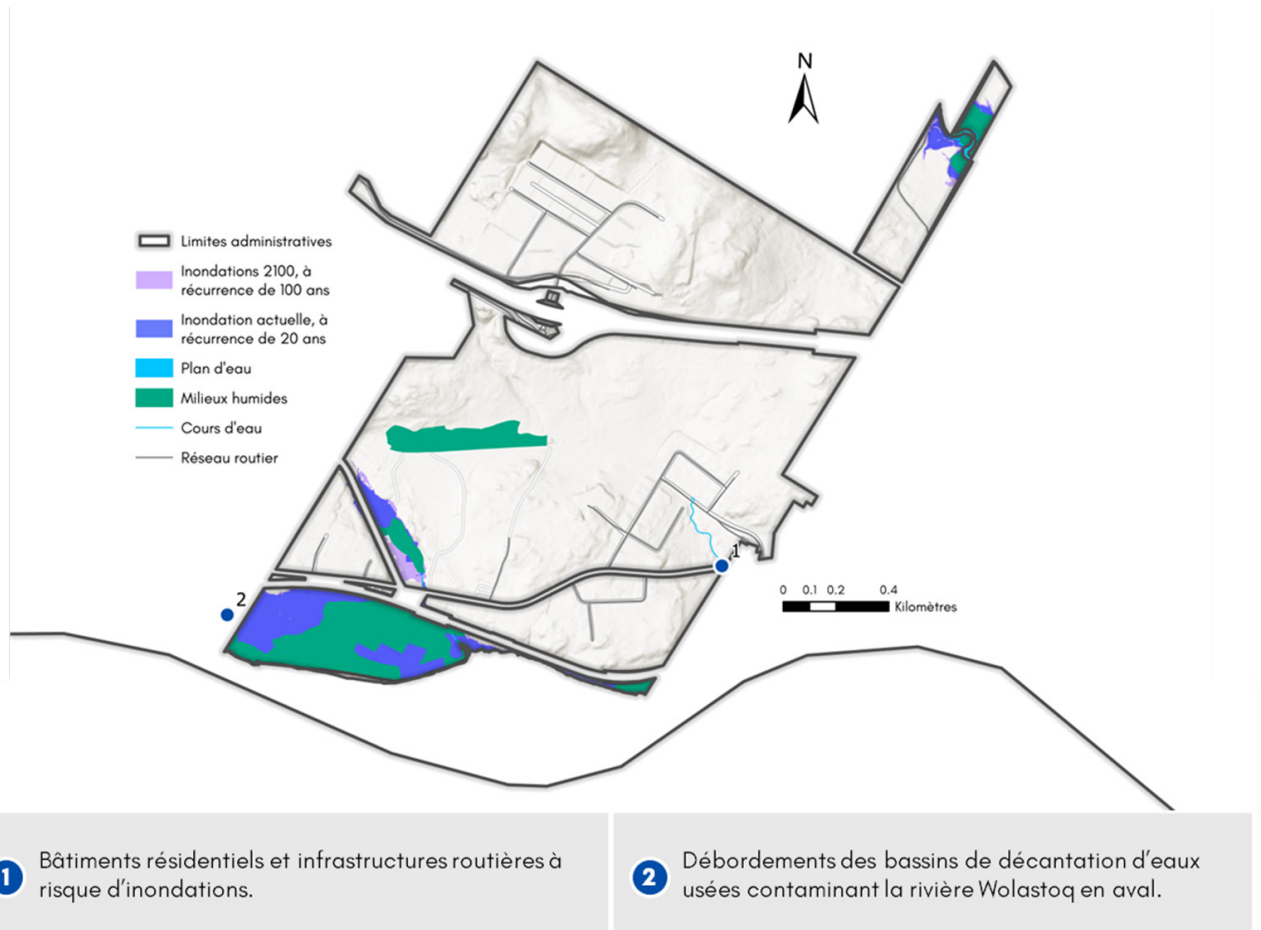 N
Limites administratives
Inondations 2100, à
récurrence de 100 ans
Inondation actuelle, à
récurrence de 20 ans
Plan d'eau
Milieux humides
Cours d'eau
Réseau routier
1
2
0 0.1 0.2 0.4
Kilomètres
1
Bâtiments résidentiels et infrastructures routières à
risque d'inondations.
2
Débordements des bassins de décantation d'eaux
usées contaminant la rivière Wolastoq en aval.